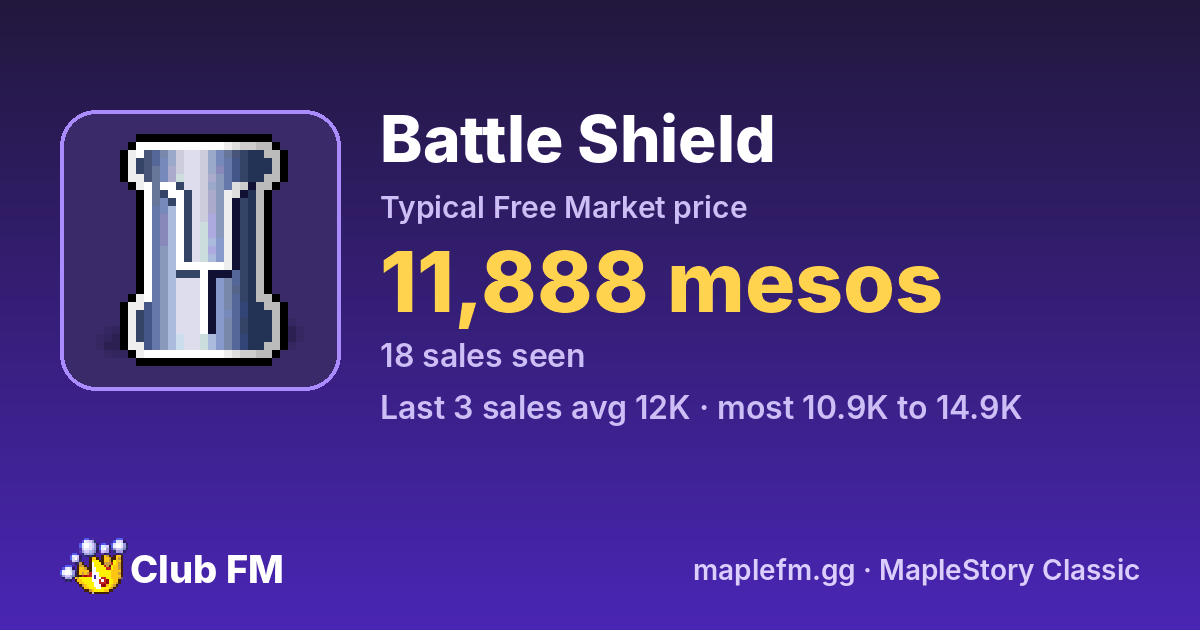 Battle Shield
Typical Free Market price
11,888 mesos
18 sales seen
Last 3 sales avg 12K · most 10.9K to 14.9K
Club FM
maplefm.gg · MapleStory Classic